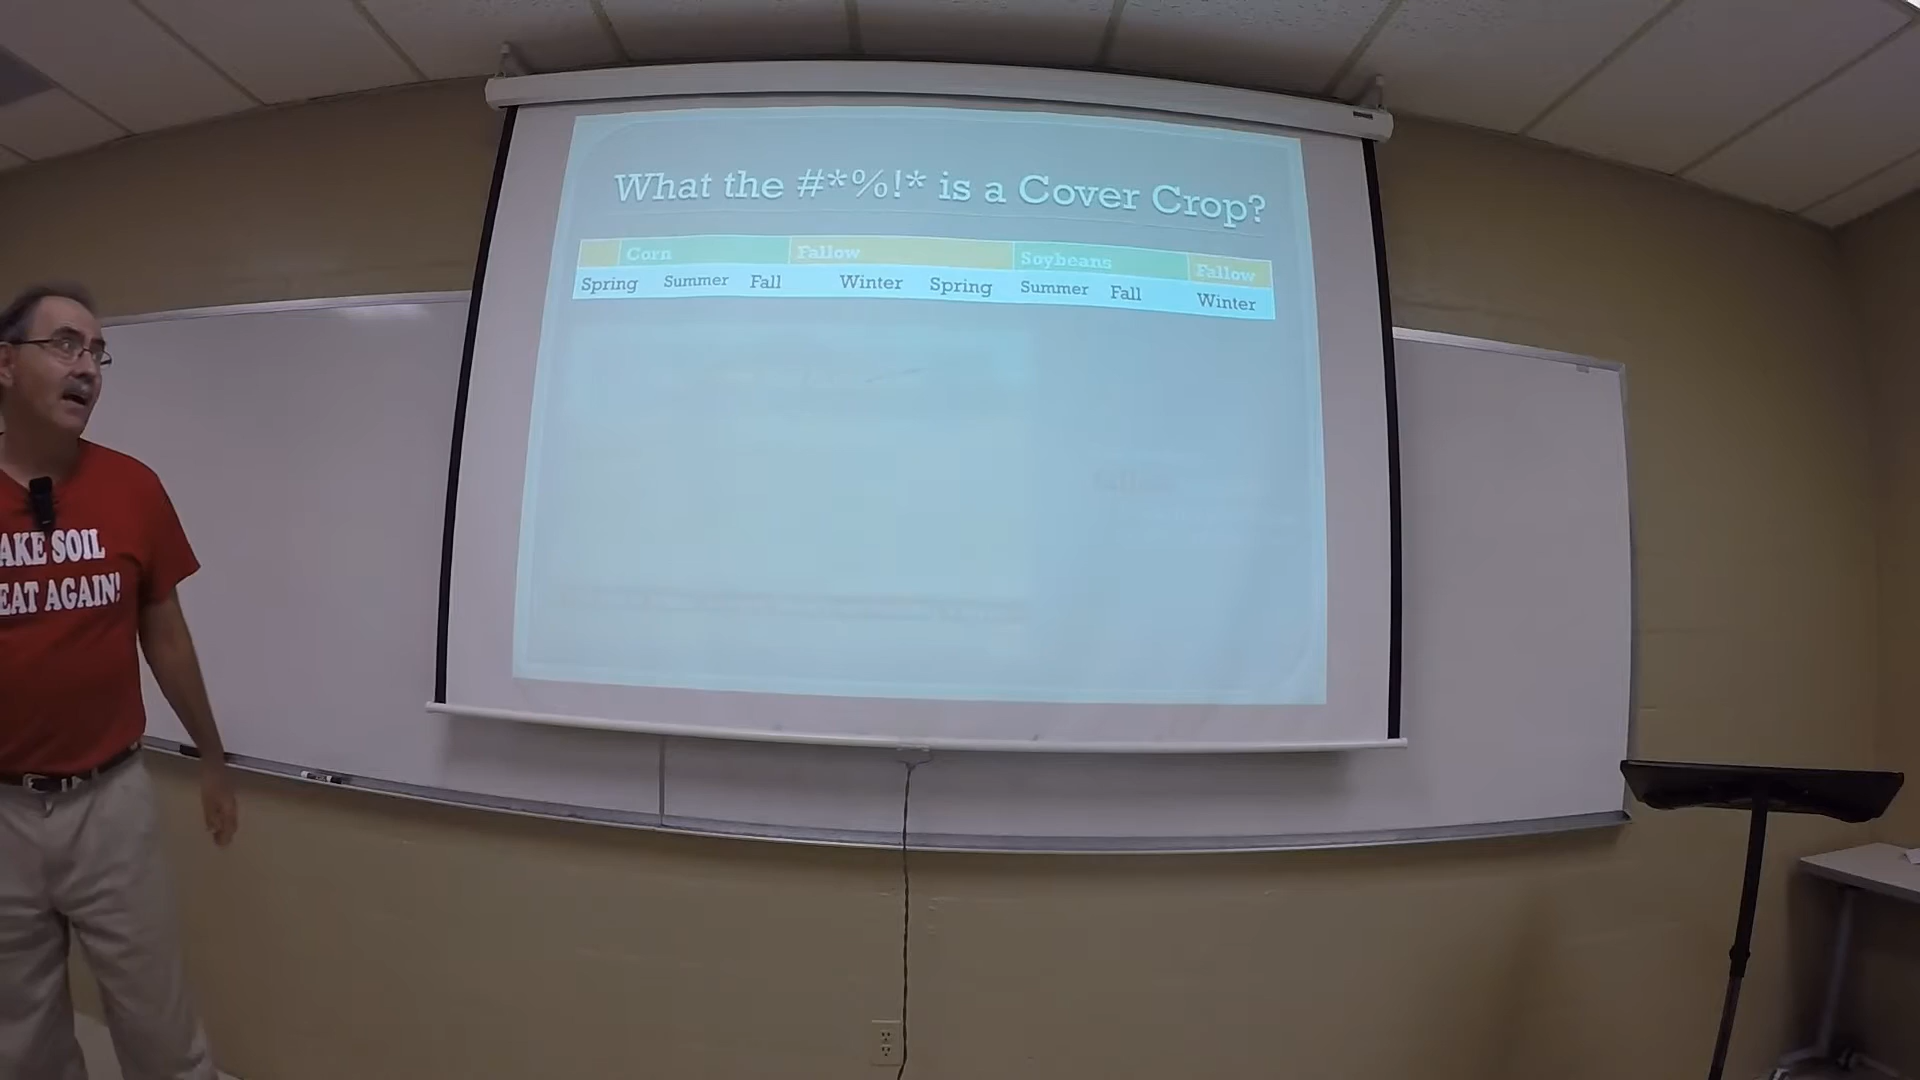 What the #*%!* is a Cover Crop?
Corn Fallow Soybeans Fallow
Spring Summer Fall Winter Spring Summer Fall Winter
AKE SOIL
EAT AGAIN!